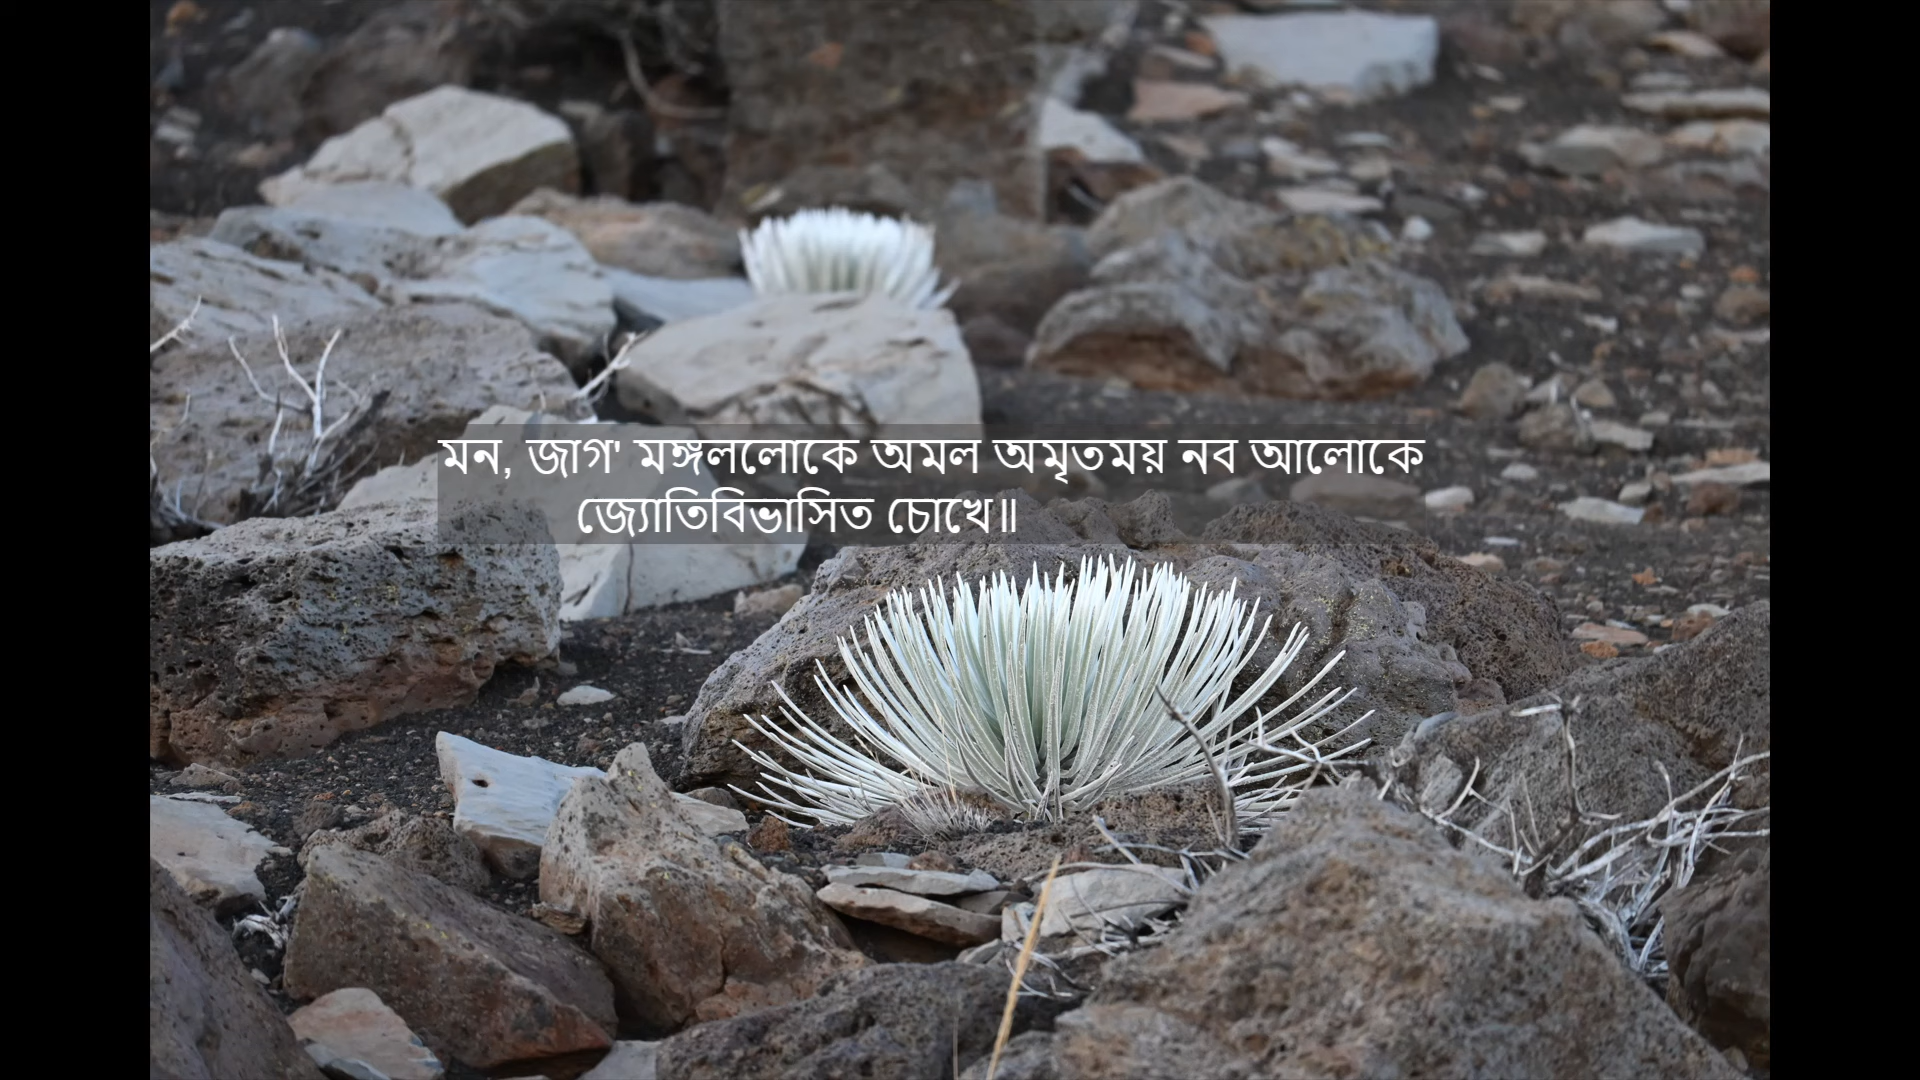 মন, জাগ' মঙ্গললোকে অমল অমৃতময় নব আলোকে
জ্যোতিবিভাসিত চোখে॥